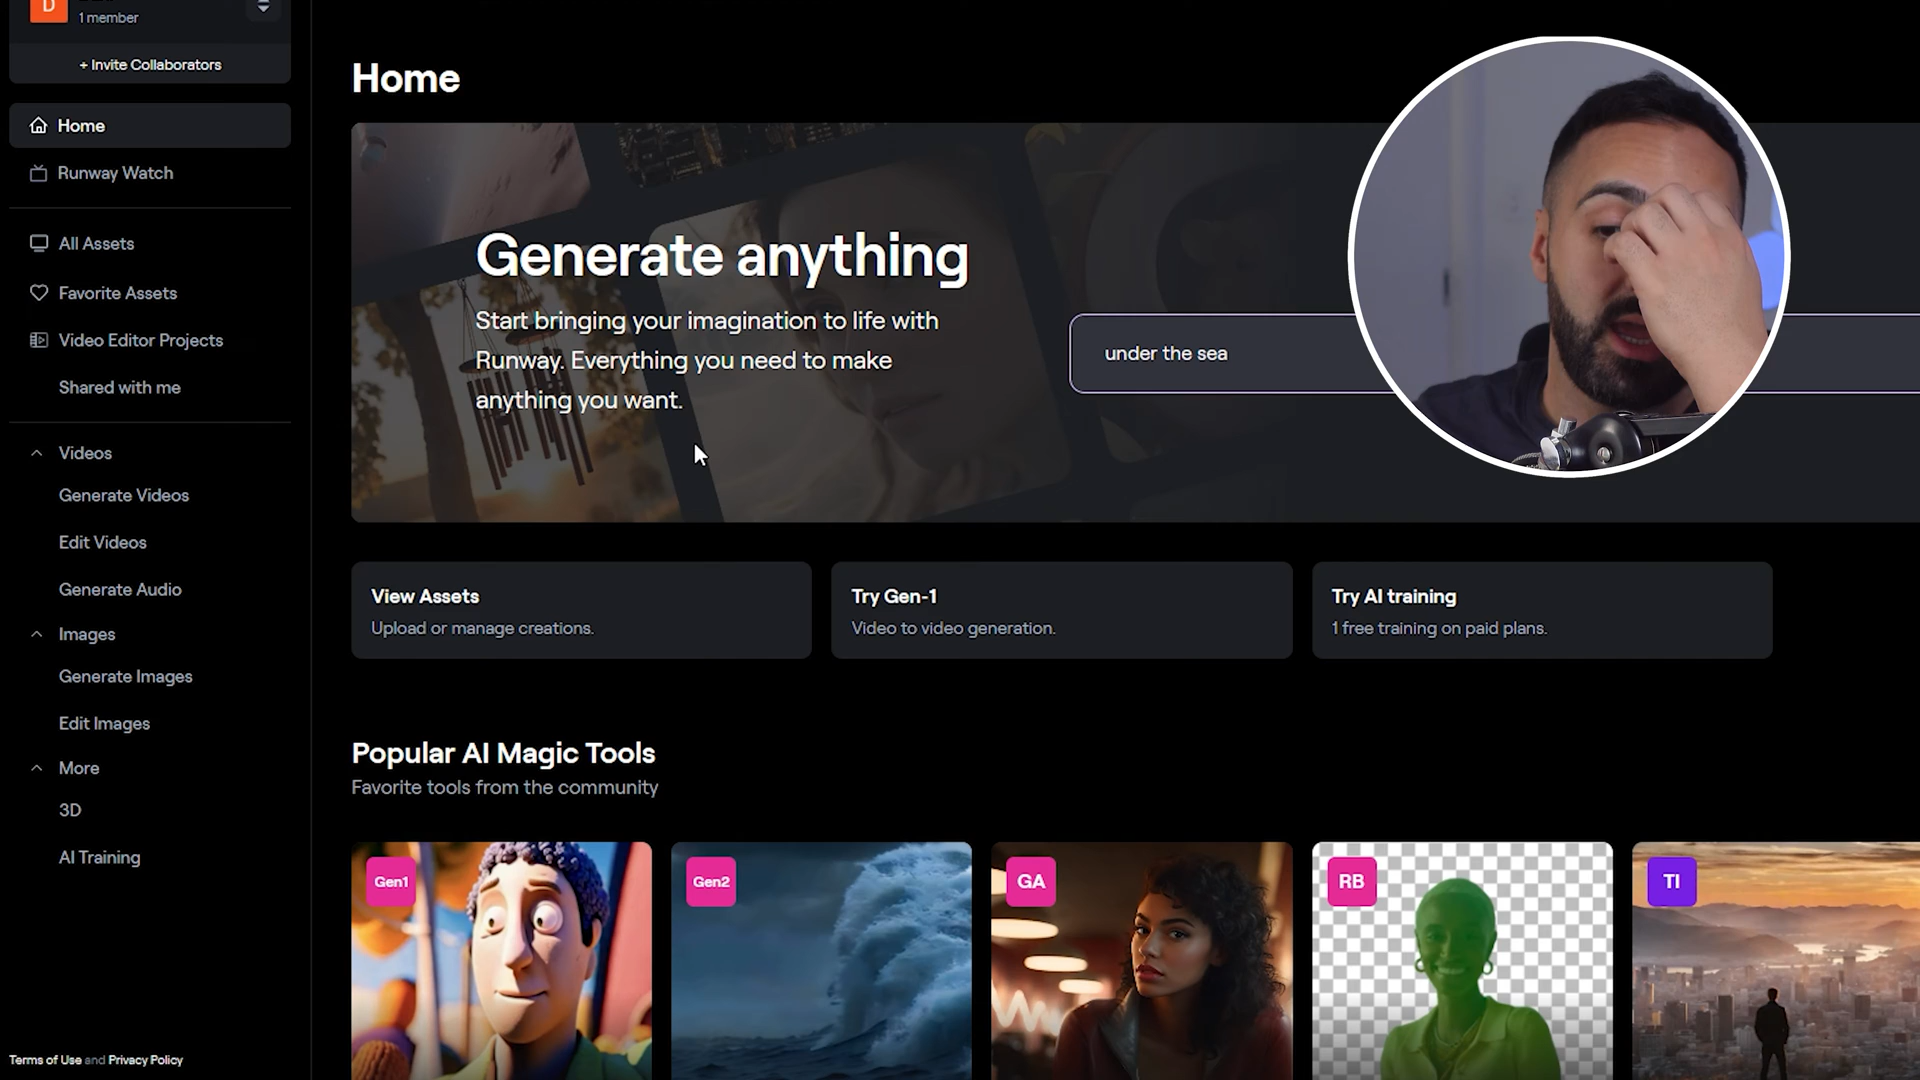 D
1 member
+ Invite Collaborators
Home
Runway Watch
All Assets
Favorite Assets
Video Editor Projects
Shared with me
Videos
Generate Videos
Edit Videos
Generate Audio
Images
Generate Images
Edit Images
More
3D
AI Training
Terms of Use and Privacy Policy
Home
Generate anything
Start bringing your imagination to life with
Runway. Everything you need to make
anything you want.
under the sea
View Assets
Upload or manage creations.
Try Gen-1
Video to video generation.
Try AI training
1 free training on paid plans.
Popular AI Magic Tools
Favorite tools from the community
Gen1
Gen2
GA
RB
TI